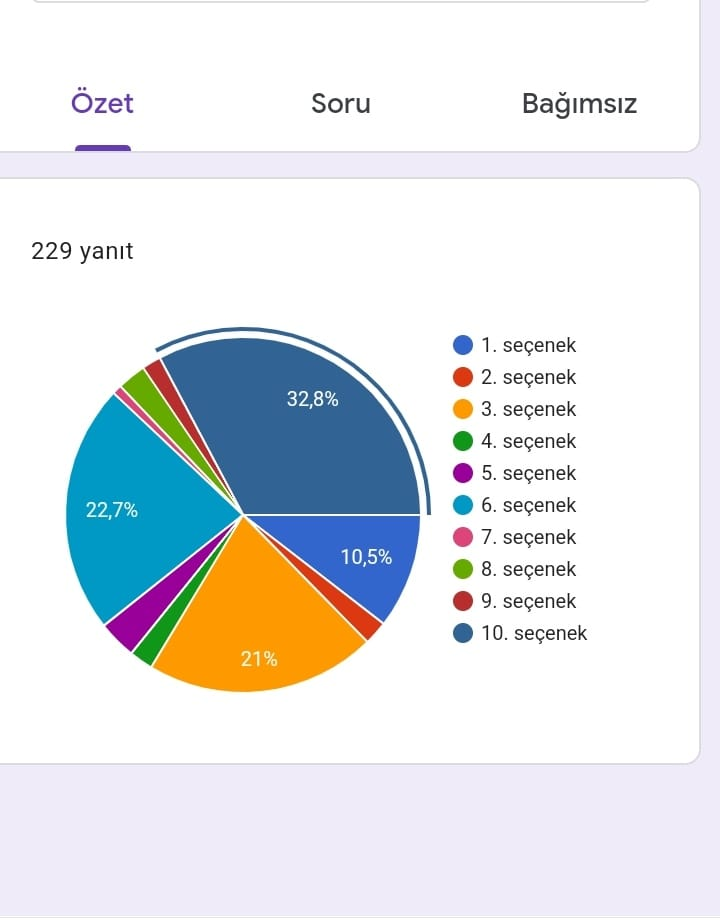 Özet
Soru
Bağımsız
229 yanıt
32,8%
22,7%
10,5%
21%
1. seçenek
2. seçenek
3. seçenek
4. seçenek
5. seçenek
6. seçenek
7. seçenek
8. seçenek
9. seçenek
10. seçenek